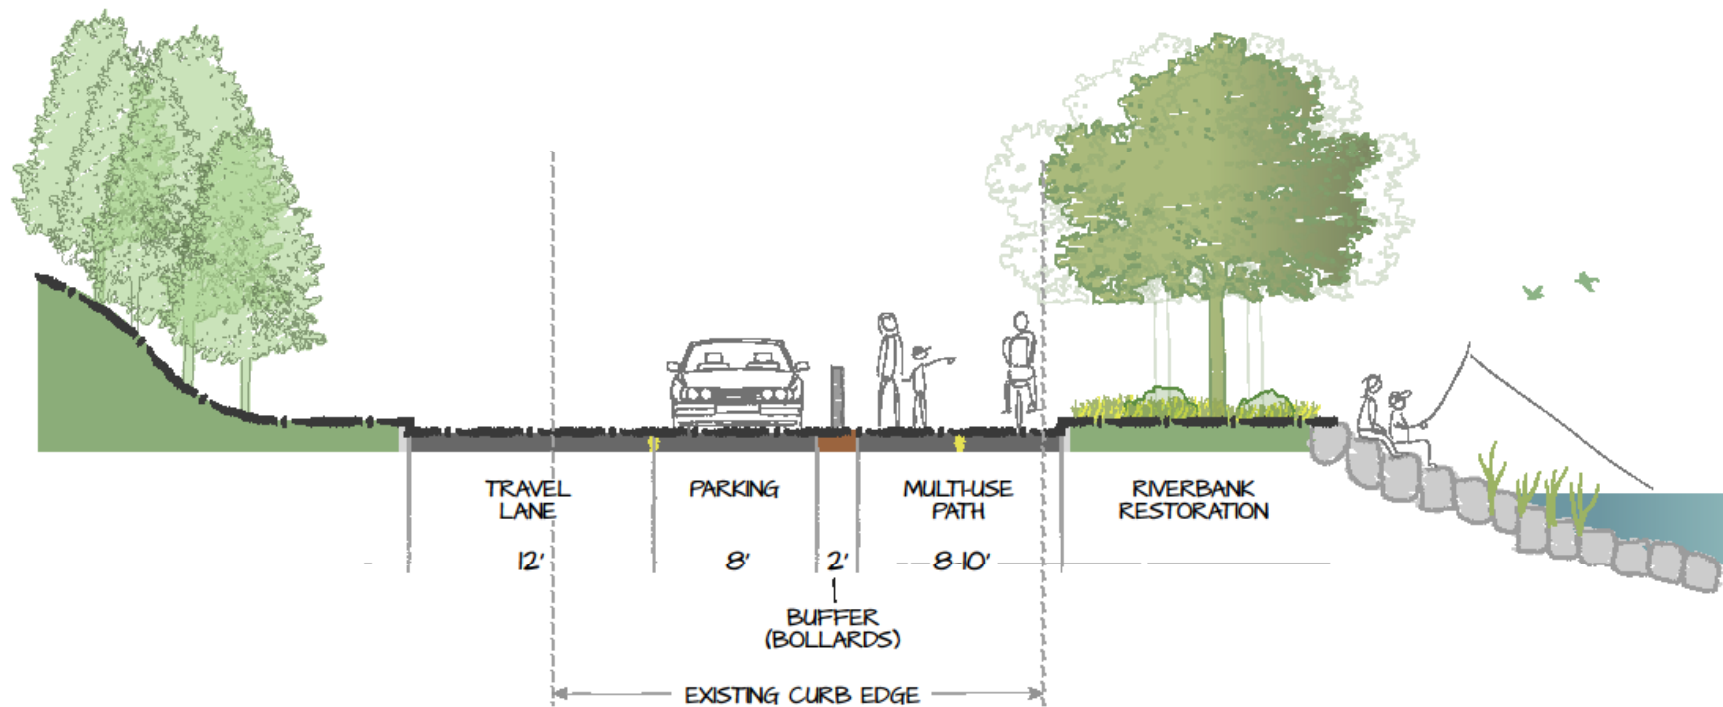 TRAVEL
LANE
PARKING
MULTI-USE
PATH
RIVERBANK
RESTORATION
12'
8'
2'
8-10'
BUFFER
(BOLLARDS)
EXISTING CURB EDGE